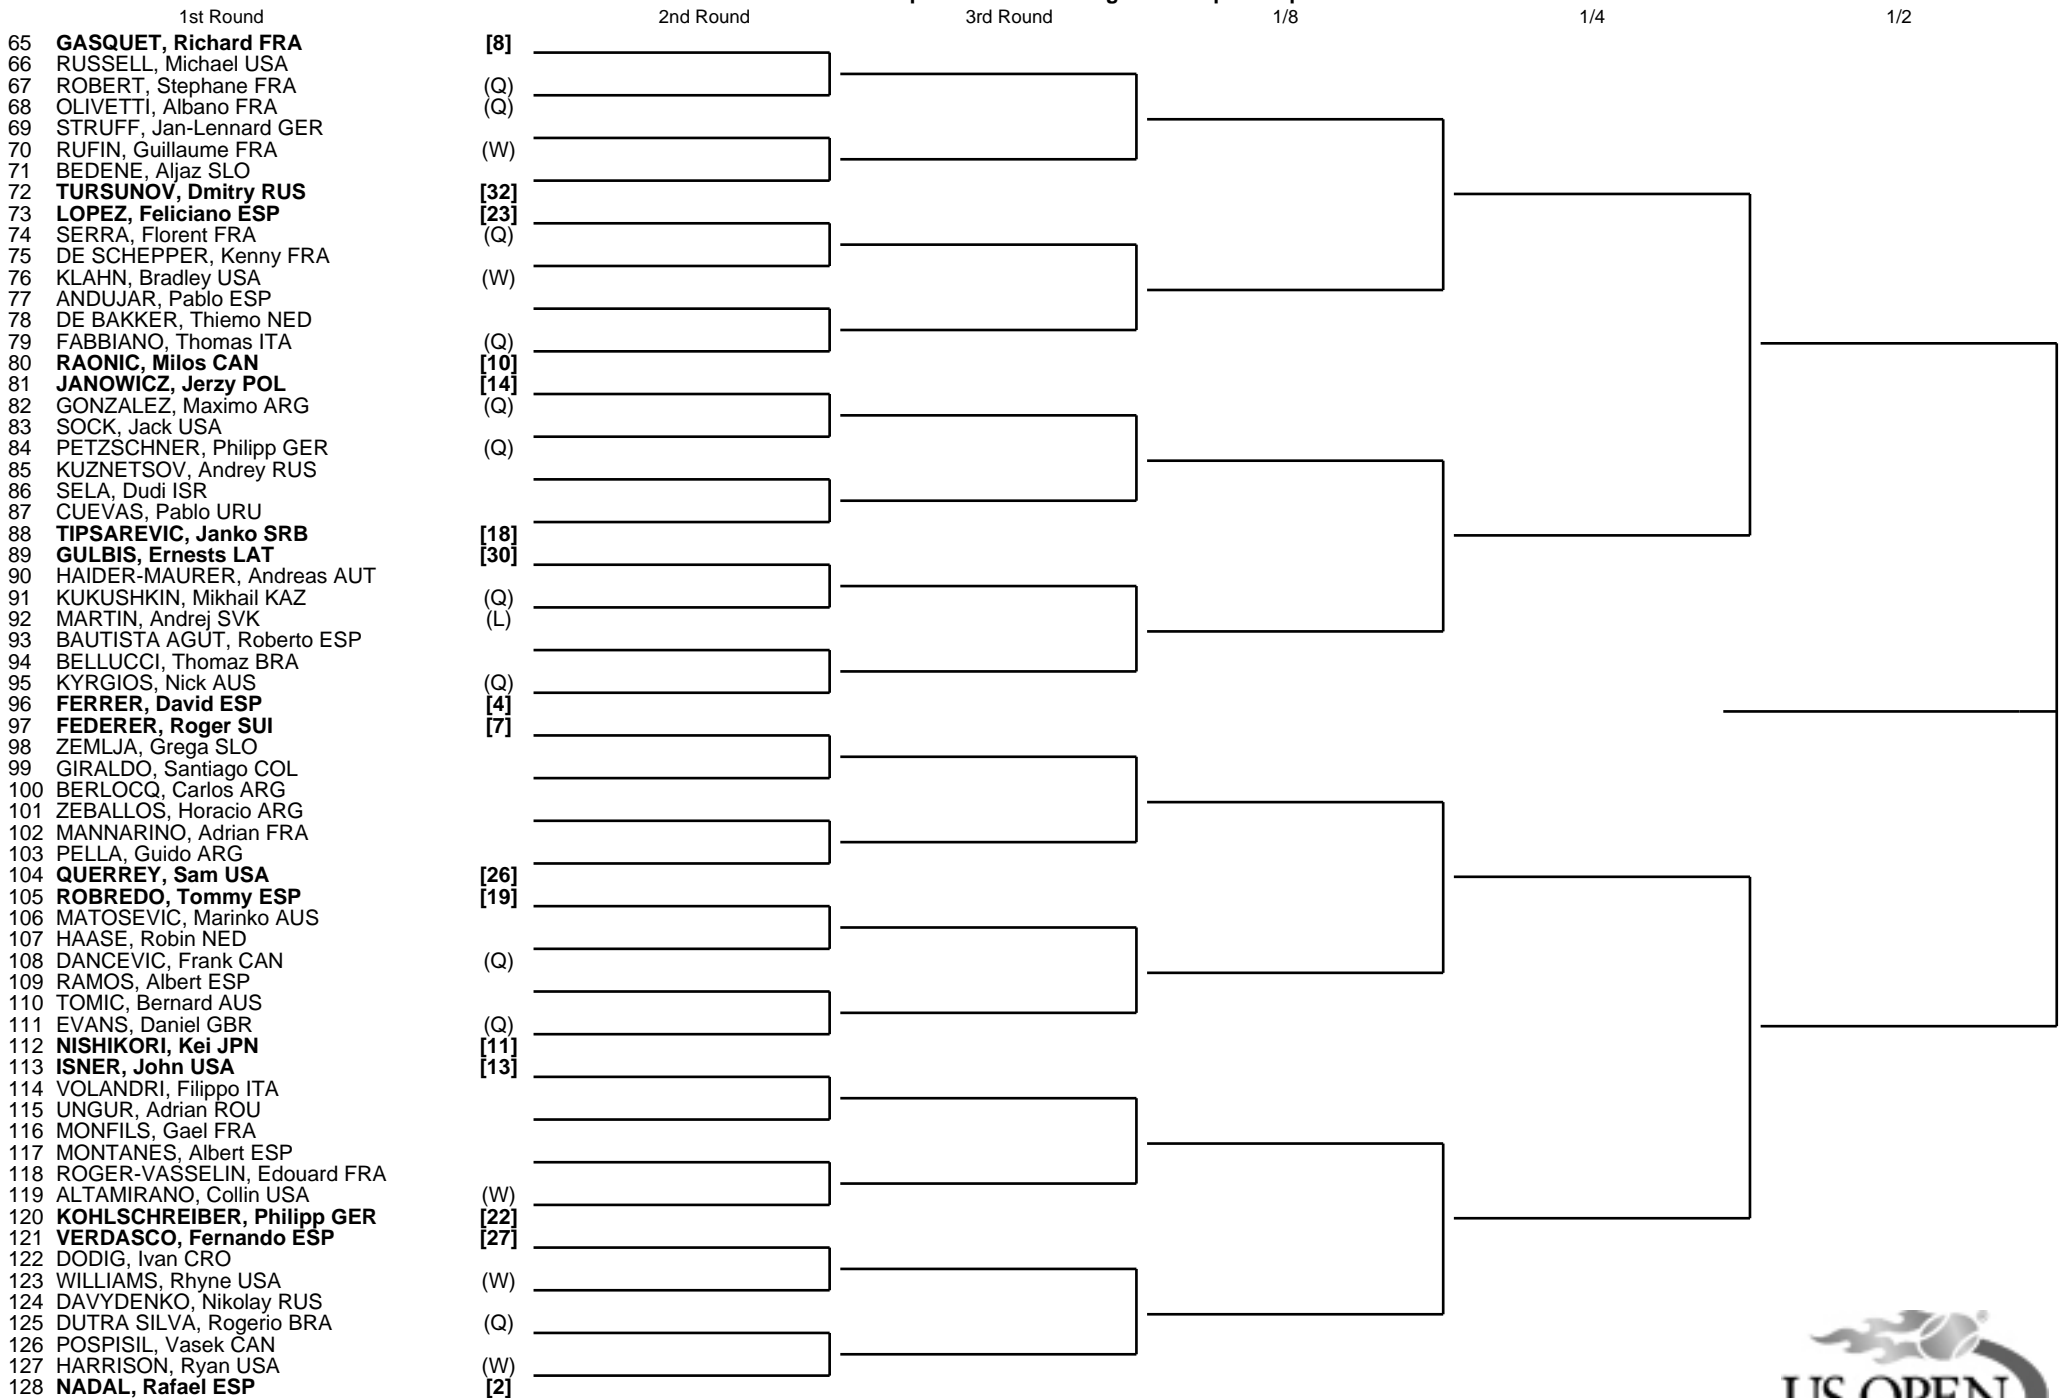 1st Round 2nd Round 3rd Round 1/8 1/4 1/2
65 GASQUET, Richard FRA [8]
66 RUSSELL, Michael USA
67 ROBERT, Stephane FRA (Q)
68 OLIVETTI, Albano FRA (Q)
69 STRUFF, Jan-Lennard GER
70 RUFIN, Guillaume FRA (W)
71 BEDENE, Aljaz SLO
72 TURSUNOV, Dmitry RUS [32]
73 LOPEZ, Feliciano ESP [23]
74 SERRA, Florent FRA (Q)
75 DE SCHEPPER, Kenny FRA
76 KLAHN, Bradley USA (W)
77 ANDUJAR, Pablo ESP
78 DE BAKKER, Thiemo NED
79 FABBIANO, Thomas ITA (Q)
80 RAONIC, Milos CAN [10]
81 JANOWICZ, Jerzy POL [14]
82 GONZALEZ, Maximo ARG (Q)
83 SOCK, Jack USA
84 PETZSCHNER, Philipp GER (Q)
85 KUZNETSOV, Andrey RUS
86 SELA, Dudi ISR
87 CUEVAS, Pablo URU
88 TIPSAREVIC, Janko SRB [18]
89 GULBIS, Ernests LAT [30]
90 HAIDER-MAURER, Andreas AUT
91 KUKUSHKIN, Mikhail KAZ (Q)
92 MARTIN, Andrej SVK (L)
93 BAUTISTA AGUT, Roberto ESP
94 BELLUCCI, Thomaz BRA
95 KYRGIOS, Nick AUS (Q)
96 FERRER, David ESP [4]
97 FEDERER, Roger SUI [7]
98 ZEMLJA, Grega SLO
99 GIRALDO, Santiago COL
100 BERLOCQ, Carlos ARG
101 ZEBALLOS, Horacio ARG
102 MANNARINO, Adrian FRA
103 PELLA, Guido ARG
104 QUERREY, Sam USA [26]
105 ROBREDO, Tommy ESP [19]
106 MATOSEVIC, Marinko AUS
107 HAASE, Robin NED
108 DANCEVIC, Frank CAN (Q)
109 RAMOS, Albert ESP
110 TOMIC, Bernard AUS
111 EVANS, Daniel GBR (Q)
112 NISHIKORI, Kei JPN [11]
113 ISNER, John USA [13]
114 VOLANDRI, Filippo ITA
115 UNGUR, Adrian ROU
116 MONFILS, Gael FRA
117 MONTANES, Albert ESP
118 ROGER-VASSELIN, Edouard FRA
119 ALTAMIRANO, Collin USA (W)
120 KOHLSCHREIBER, Philipp GER [22]
121 VERDASCO, Fernando ESP [27]
122 DODIG, Ivan CRO
123 WILLIAMS, Rhyne USA (W)
124 DAVYDENKO, Nikolay RUS
125 DUTRA SILVA, Rogerio BRA (Q)
126 POSPISIL, Vasek CAN
127 HARRISON, Ryan USA (W)
128 NADAL, Rafael ESP [2]
US OPEN